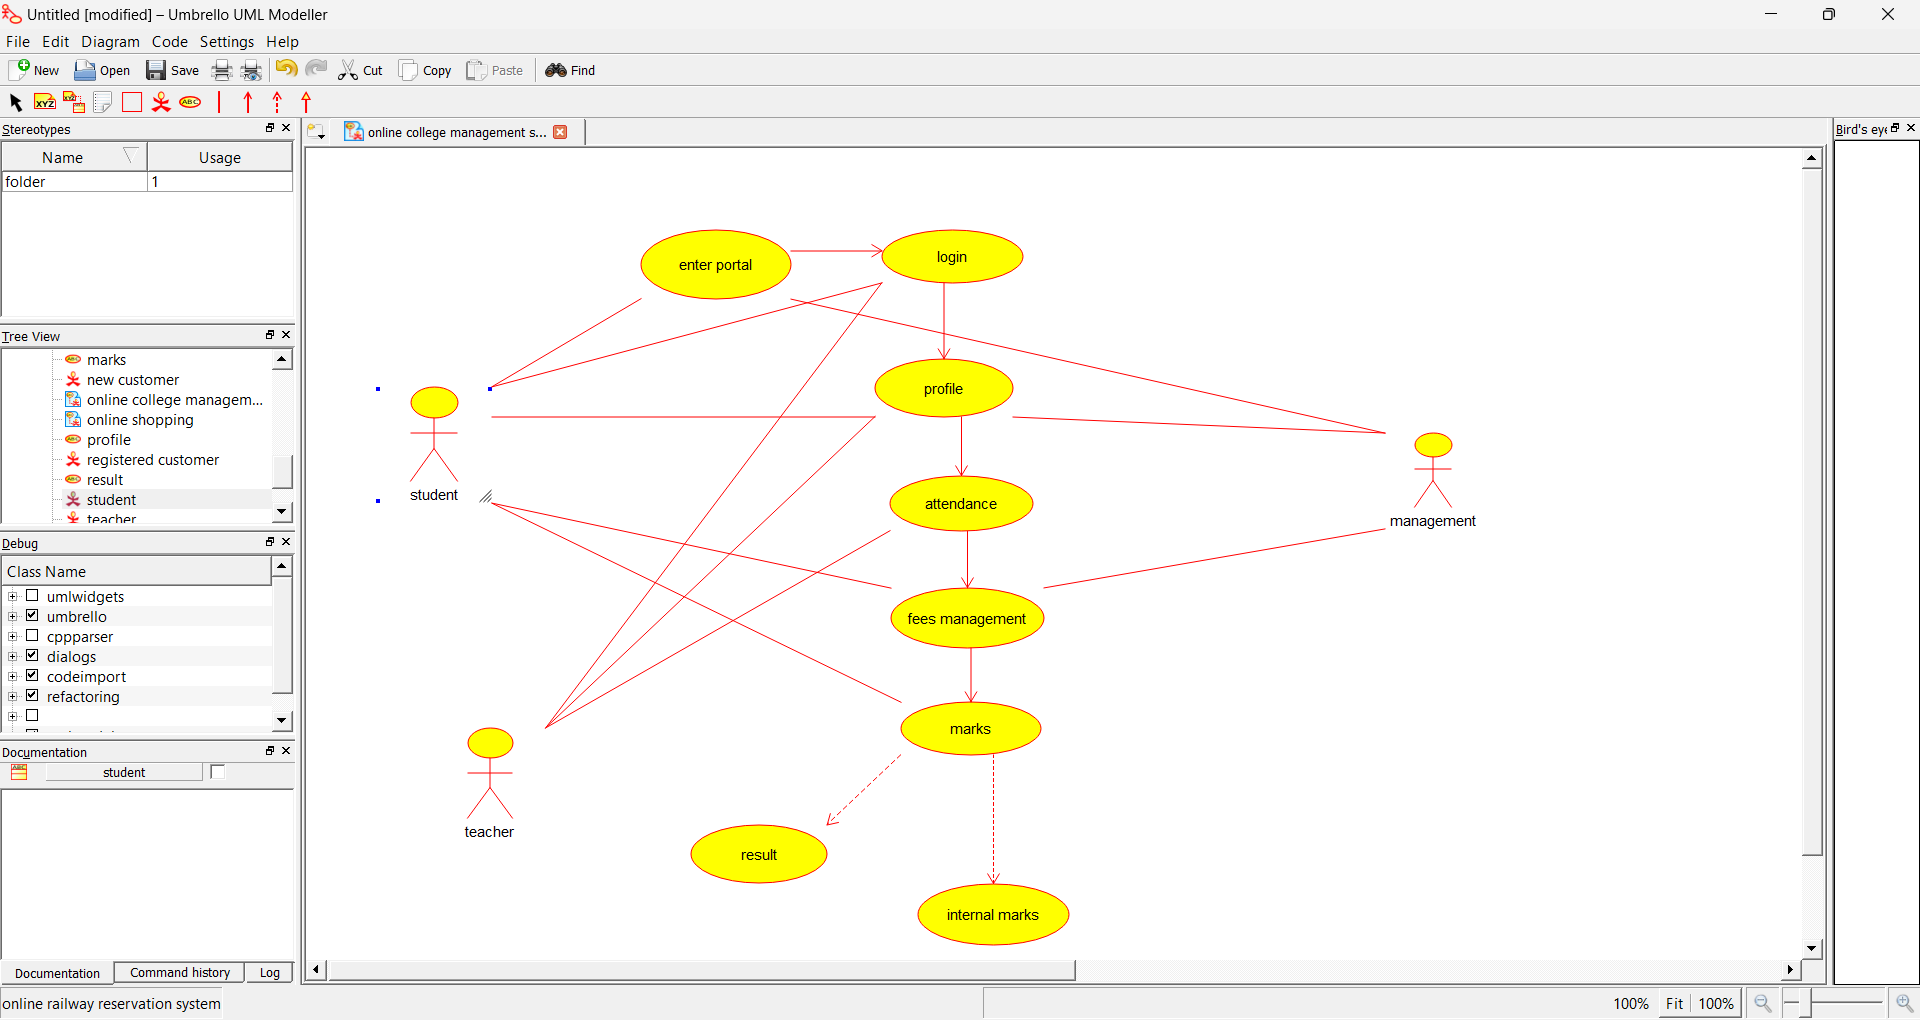 Untitled [modified] – Umbrello UML Modeller
File Edit Diagram Code Settings Help
New Open Save Cut Copy Paste Find
XYZ XYZ ABC
Stereotypes
Name Usage
folder 1
Tree View
marks
new customer
online college managem...
online shopping
profile
registered customer
result
student
teacher
Debug
Class Name
umlwidgets
umbrello
cppparser
dialogs
codeimport
refactoring
Documentation
student
Documentation Command history Log
online railway reservation system
online college management s...
enter portal
login
profile
student
attendance
management
fees management
marks
teacher
result
internal marks
Bird's eye
100% Fit 100%